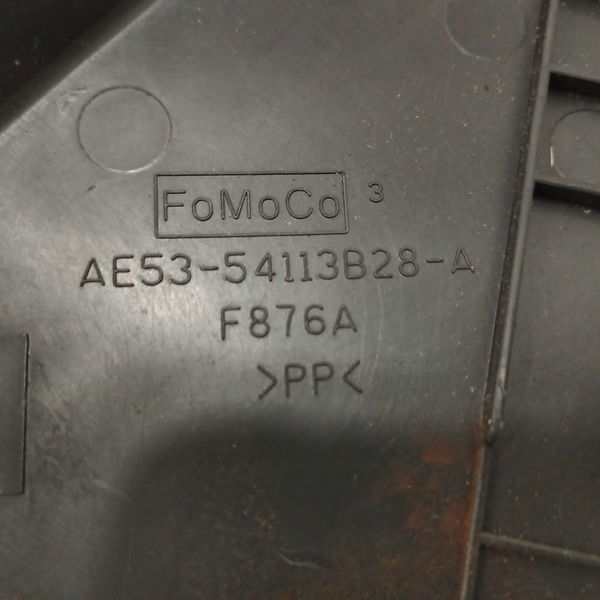 FoMoCo 3
AE53-54113B28-A
F876A
>PP<